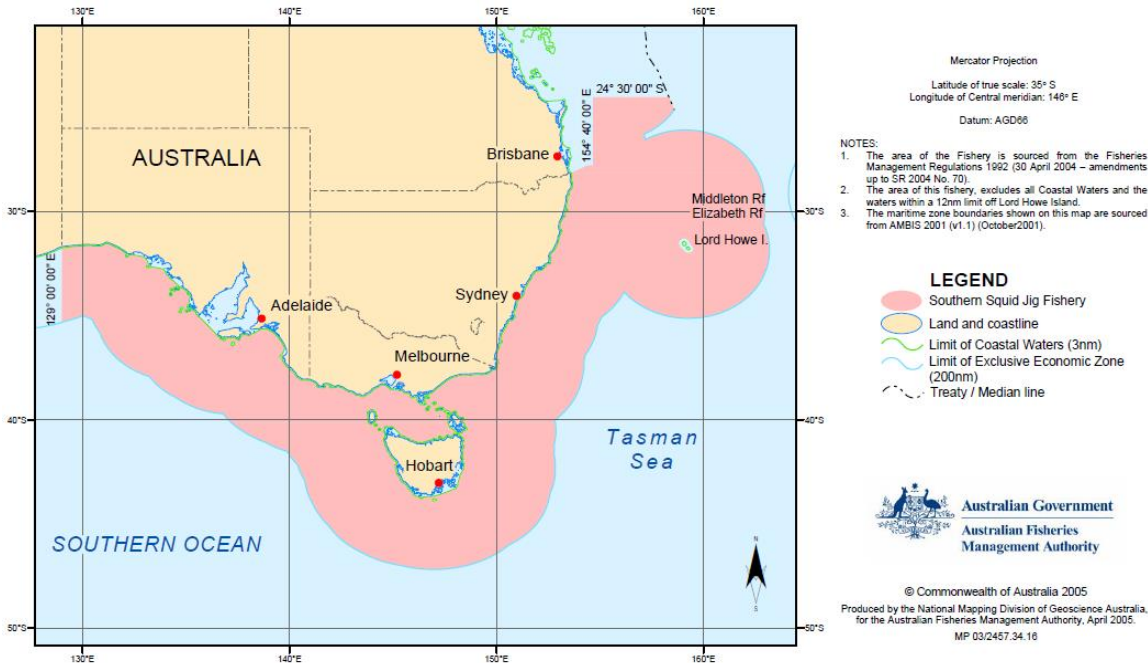 130°E 140°E 150°E 160°E
24° 30' 00" S
154° 40' 00" E
AUSTRALIA
Brisbane
Middleton Rf
Elizabeth Rf
30°S 30°S
Lord Howe I.
129° 00' 00" E
Sydney
Adelaide
Melbourne
40°S 40°S
Tasman
Sea
Hobart
SOUTHERN OCEAN
N
S
50°S 50°S
130°E 140°E 150°E 160°E
Mercator Projection
Latitude of true scale: 35° S
Longitude of Central meridian: 146° E
Datum: AGD66
NOTES:
1. The area of the Fishery is sourced from the Fisheries
Management Regulations 1992 (30 April 2004 – amendments
up to SR 2004 No. 70).
2. The area of this fishery, excludes all Coastal Waters and the
waters within a 12nm limit off Lord Howe Island.
3. The maritime zone boundaries shown on this map are sourced
from AMBIS 2001 (v1.1) (October2001).
LEGEND
Southern Squid Jig Fishery
Land and coastline
Limit of Coastal Waters (3nm)
Limit of Exclusive Economic Zone
(200nm)
Treaty / Median line
Australian Government
Australian Fisheries
Management Authority
© Commonwealth of Australia 2005
Produced by the National Mapping Division of Geoscience Australia,
for the Australian Fisheries Management Authority, April 2005.
MP 03/2457.34.16